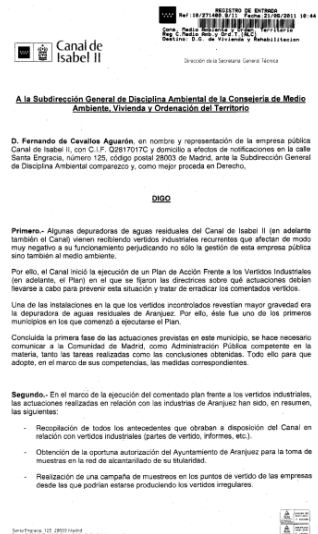 REGISTRO DE ENTRADA
Ref:10/271400.9/11 Fecha:21/06/2011 10:44
Cons. Medio Ambiente y Orden. Territorio
Reg C.Medio Amb.y Ord.T.(ALC)
Destino: D.G. de Vivienda y Rehabilitacion
Canal de
Isabel II
Dirección de la Secretaría General Técnica
A la Subdirección General de Disciplina Ambiental de la Consejería de Medio
Ambiente, Vivienda y Ordenación del Territorio
D. Fernando de Cevallos Aguarón, en nombre y representación de la empresa pública
Canal de Isabel II, con C.I.F. Q2817017C y domicilio a efectos de notificaciones en la calle
Santa Engracia, número 125, código postal 28003 de Madrid, ante la Subdirección General
de Disciplina Ambiental comparezco y, como mejor proceda en Derecho,
DIGO
Primero.- Algunas depuradoras de aguas residuales del Canal de Isabel II (en adelante
también el Canal) vienen recibiendo vertidos industriales recurrentes que afectan de modo
muy negativo a su funcionamiento perjudicando no sólo la gestión de esta empresa pública
sino también al medio ambiente.
Por ello, el Canal inició la ejecución de un Plan de Acción Frente a los Vertidos Industriales
(en adelante, el Plan) en el que se fijaron las directrices sobre qué actuaciones debían
llevarse a cabo para prevenir esta situación y tratar de erradicar los comentados vertidos.
Una de las instalaciones en la que los vertidos incontrolados revestían mayor gravedad era
la depuradora de aguas residuales de Aranjuez. Por ello, éste fue uno de los primeros
municipios en los que comenzó a ejecutarse el Plan.
Concluida la primera fase de las actuaciones previstas en este municipio, se hace necesario
comunicar a la Comunidad de Madrid, como Administración Pública competente en la
materia, tanto las tareas realizadas como las conclusiones obtenidas. Todo ello para que
adopte, en el marco de sus competencias, las medidas correspondientes.
Segundo.- En el marco de la ejecución del comentado plan frente a los vertidos industriales,
las actuaciones realizadas en relación con las industrias de Aranjuez han sido, en resumen,
las siguientes:
- Recopilación de todos los antecedentes que obraban a disposición del Canal en
relación con vertidos industriales (partes de vertido, informes, etc.).
- Obtención de la oportuna autorización del Ayuntamiento de Aranjuez para la toma de
muestras en la red de alcantarillado de su titularidad.
- Realización de una campaña de muestreos en los puntos de vertido de las empresas
desde las que podrían estarse produciendo los vertidos irregulares.
Santa Engracia, 125. 28003 Madrid